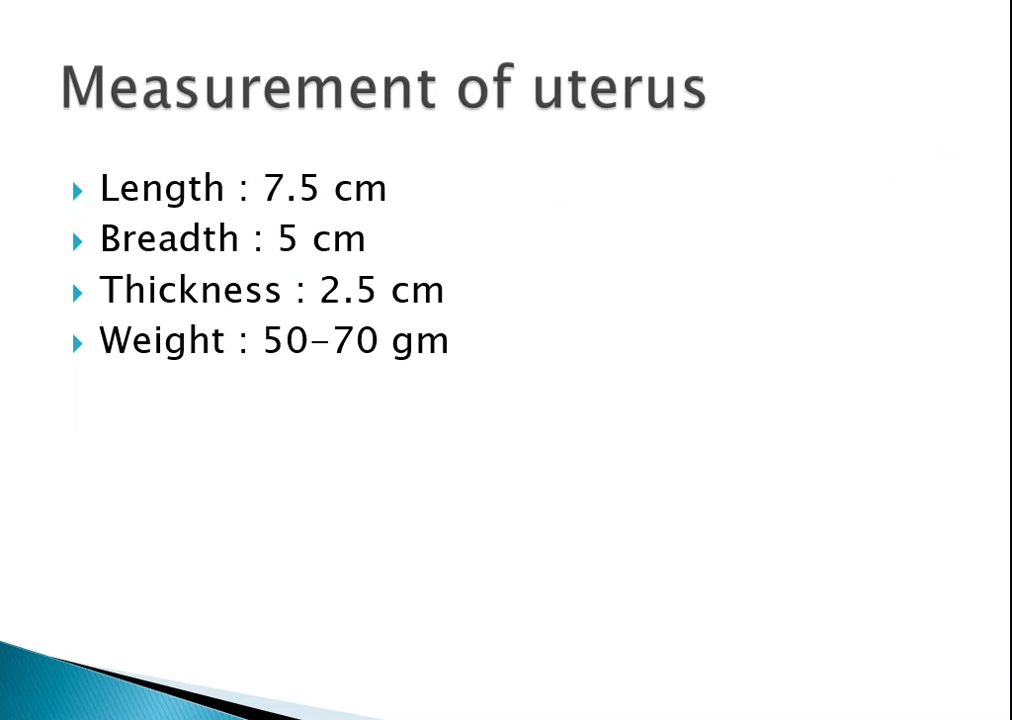 Measurement of uterus
Length : 7.5 cm
Breadth : 5 cm
Thickness : 2.5 cm
Weight : 50-70 gm